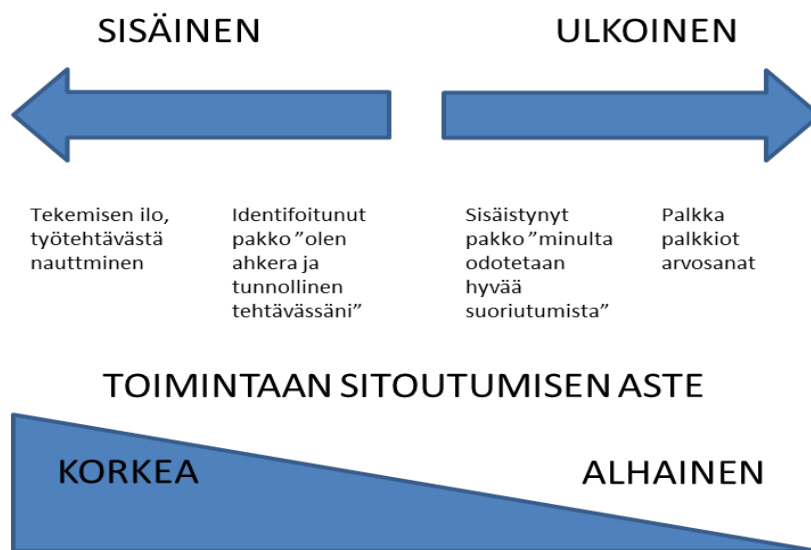 SISÄINEN
ULKOINEN
Tekemisen ilo,
työtehtävästä
nauttminen
Identifoitunut
pakko ”olen
ahkera ja
tunnollinen
tehtävässäni”
Sisäistynyt
pakko ”minulta
odotetaan
hyvää
suoriutumista”
Palkka
palkkiot
arvosanat
TOIMINTAAN SITOUTUMISEN ASTE
KORKEA
ALHAINEN